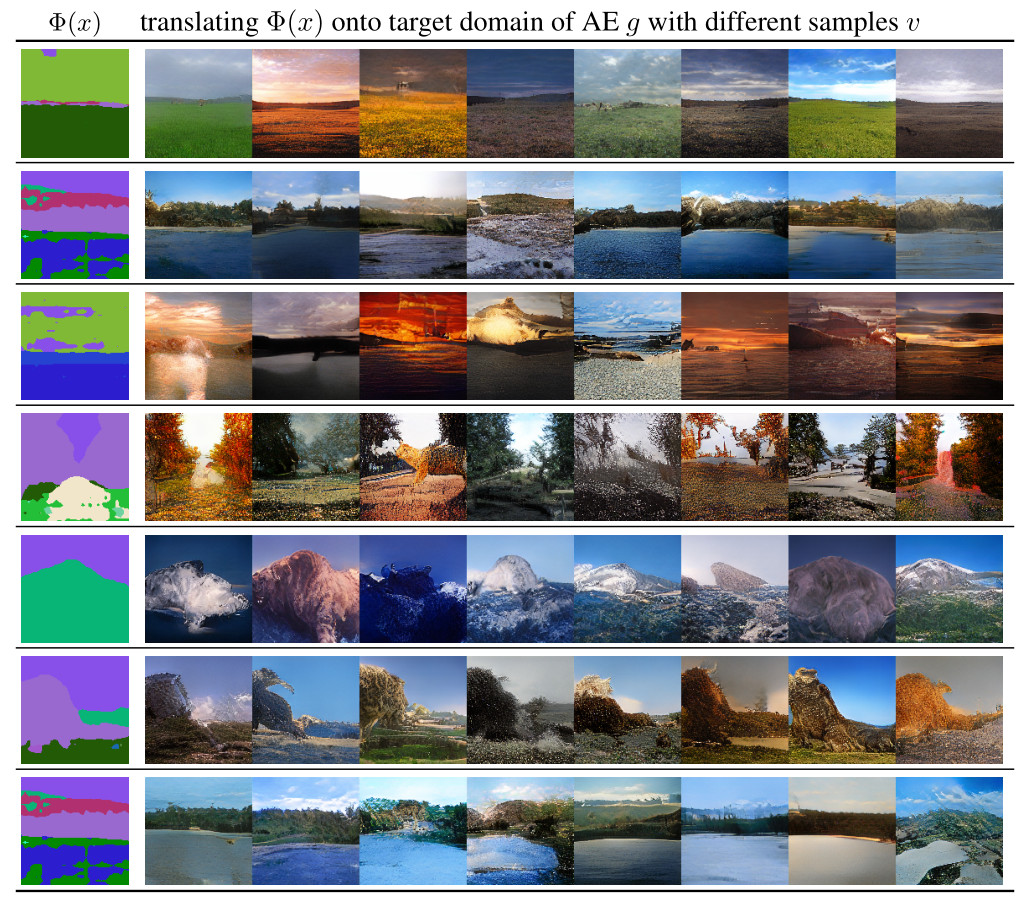 Φ(x) translating Φ(x) onto target domain of AE g with different samples v